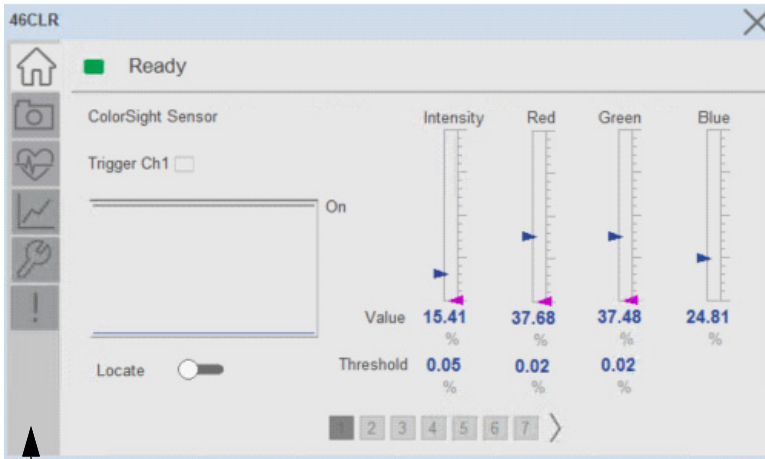 46CLR
Ready
ColorSight Sensor
Intensity Red Green Blue
Trigger Ch1
On
Value 15.41 37.68 37.48 24.81
% % % %
Locate
Threshold 0.05 0.02 0.02
% % %
1 2 3 4 5 6 7